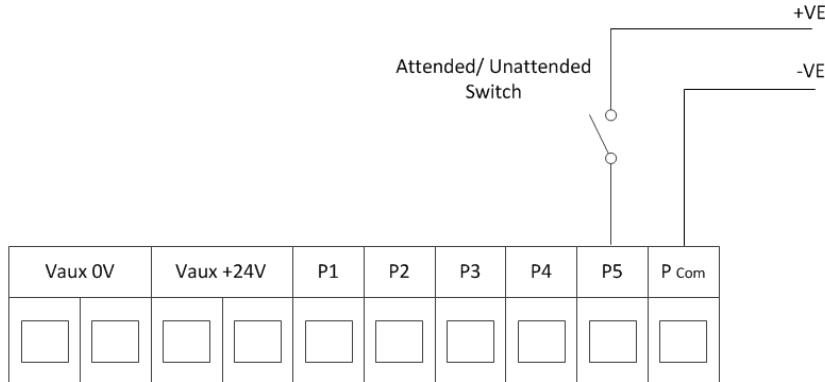 +VE
Attended/ Unattended
Switch
-VE
Vaux 0V Vaux +24V P1 P2 P3 P4 P5 P Com